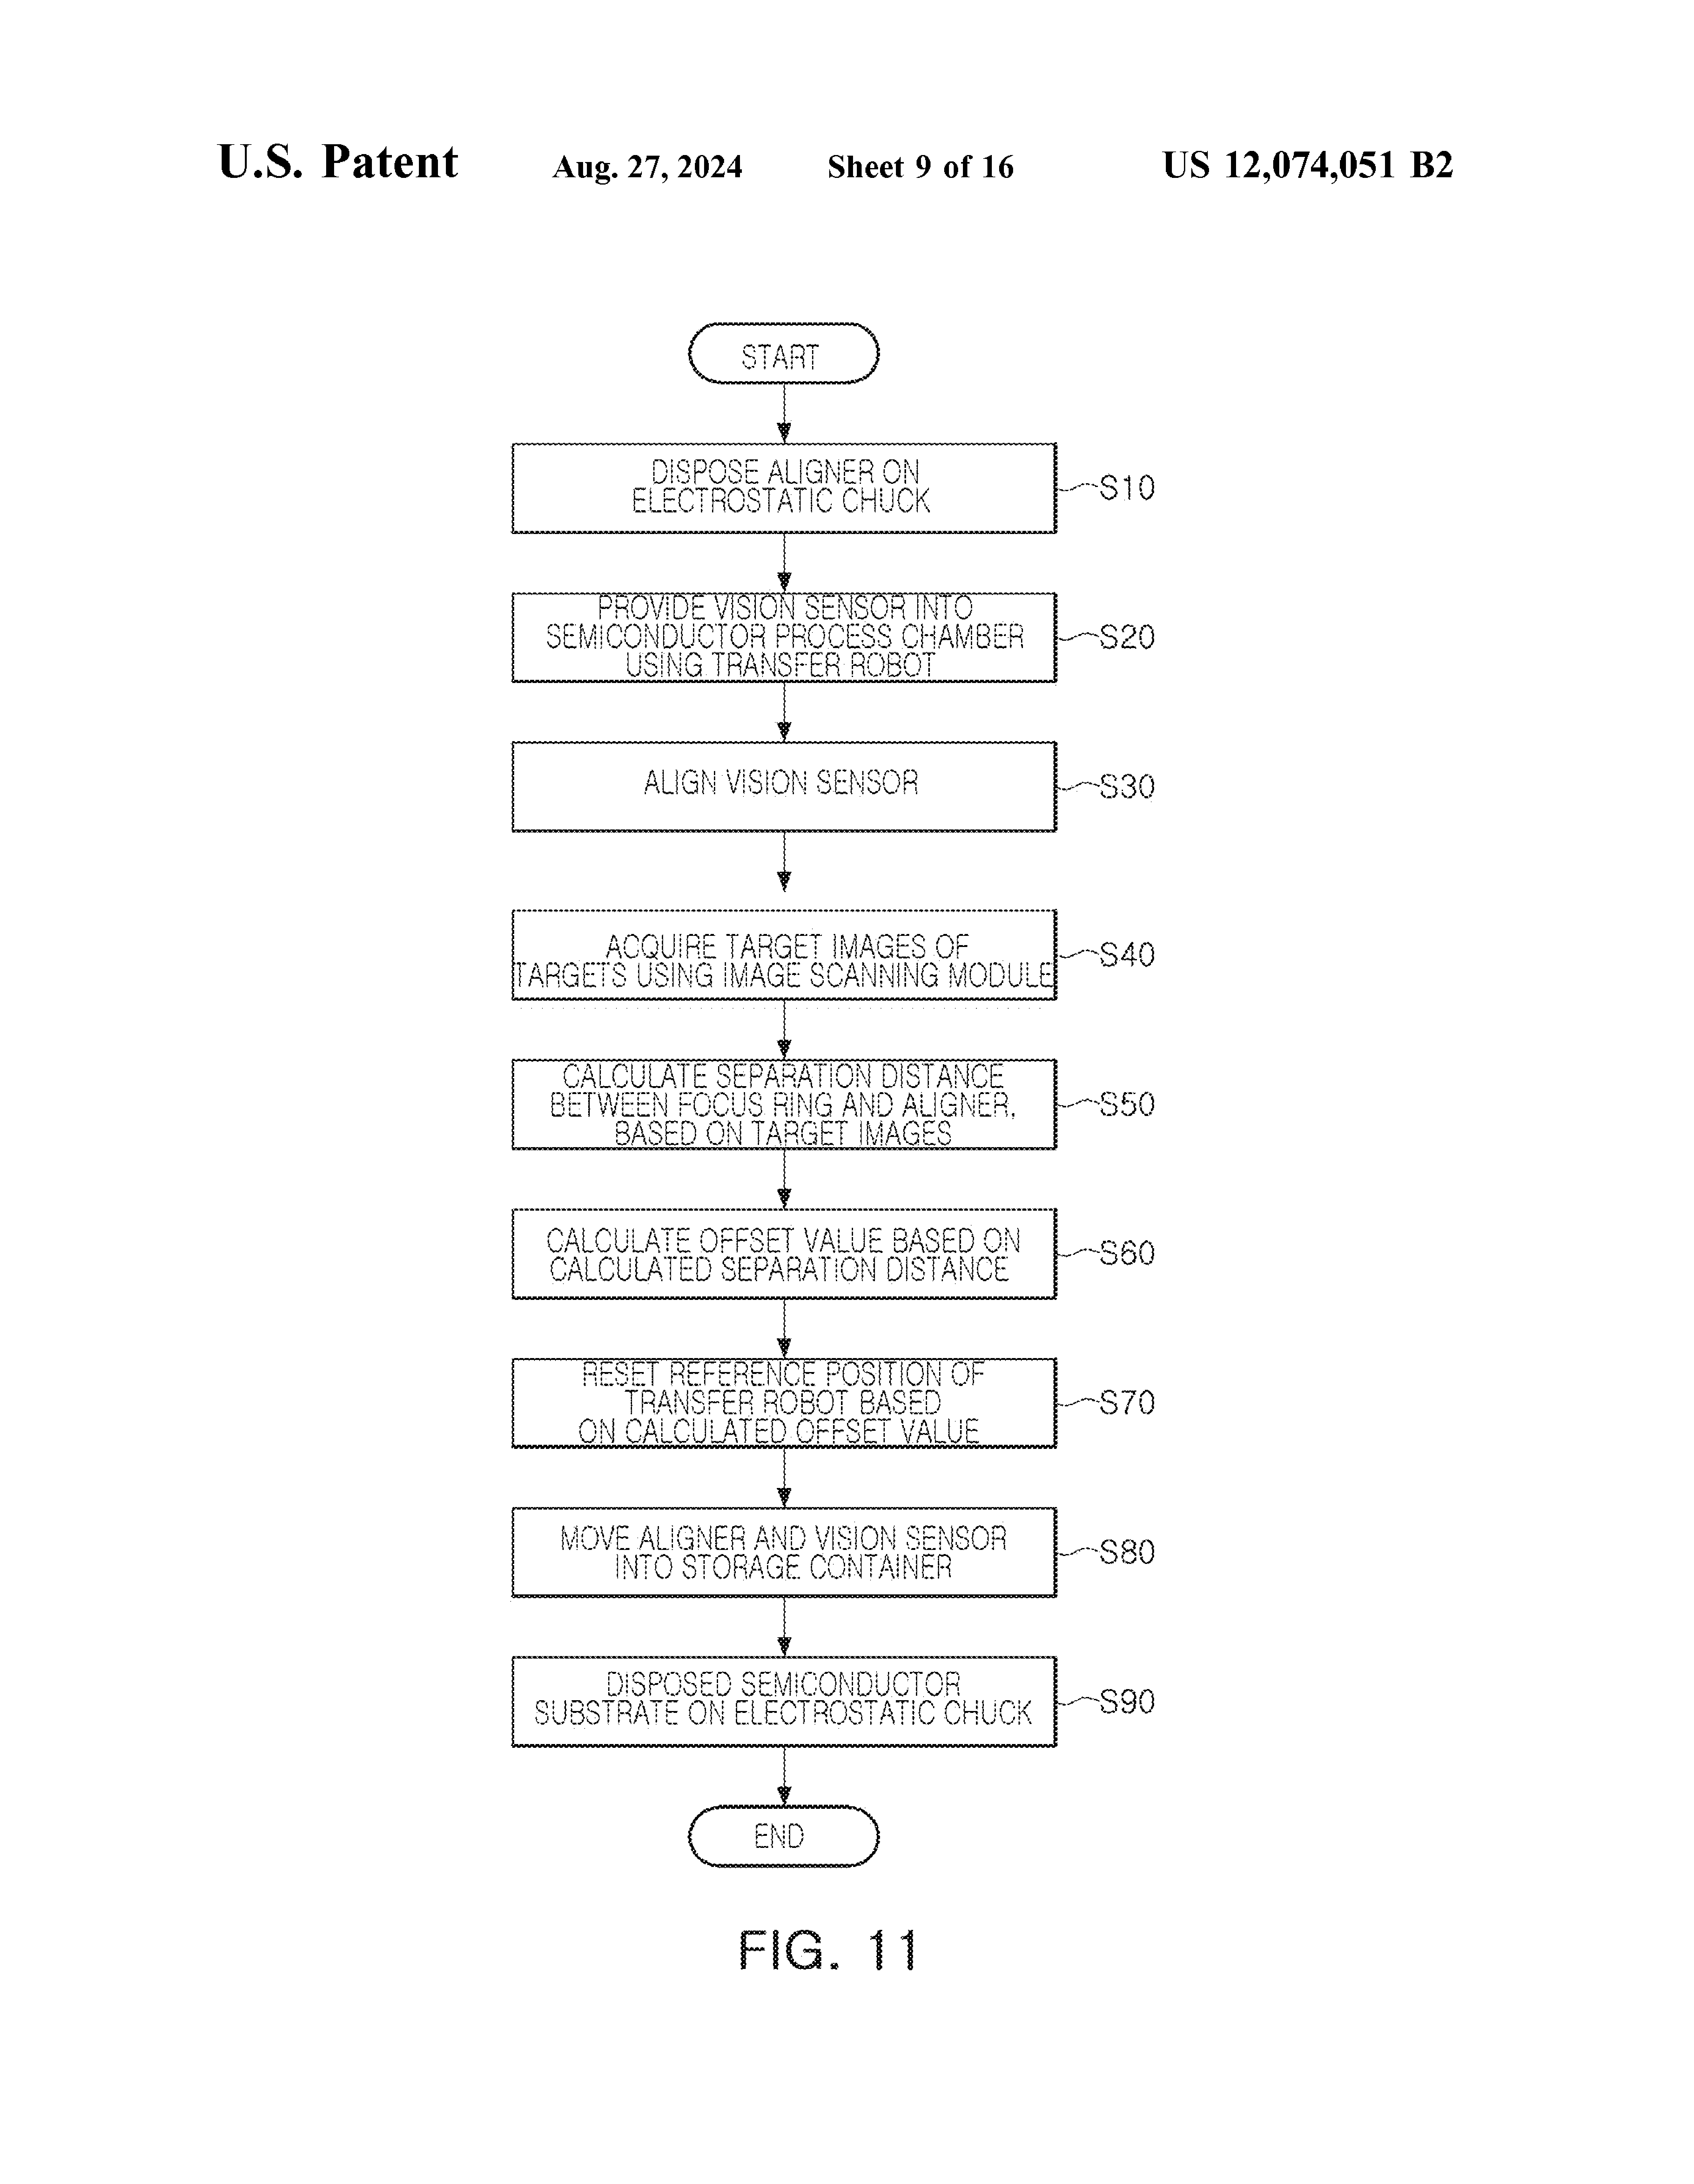 U.S. Patent Aug. 27, 2024 Sheet 9 of 16 US 12,074,051 B2
START
DISPOSE ALIGNER ON
ELECTROSTATIC CHUCK
S10
PROVIDE VISION SENSOR INTO
SEMICONDUCTOR PROCESS CHAMBER
USING TRANSFER ROBOT
S20
ALIGN VISION SENSOR
S30
ACQUIRE TARGET IMAGES OF
TARGETS USING IMAGE SCANNING MODULE
S40
CALCULATE SEPARATION DISTANCE
BETWEEN FOCUS RING AND ALIGNER,
BASED ON TARGET IMAGES
S50
CALCULATE OFFSET VALUE BASED ON
CALCULATED SEPARATION DISTANCE
S60
RESET REFERENCE POSITION OF
TRANSFER ROBOT BASED
ON CALCULATED OFFSET VALUE
S70
MOVE ALIGNER AND VISION SENSOR
INTO STORAGE CONTAINER
S80
DISPOSED SEMICONDUCTOR
SUBSTRATE ON ELECTROSTATIC CHUCK
S90
END
FIG. 11